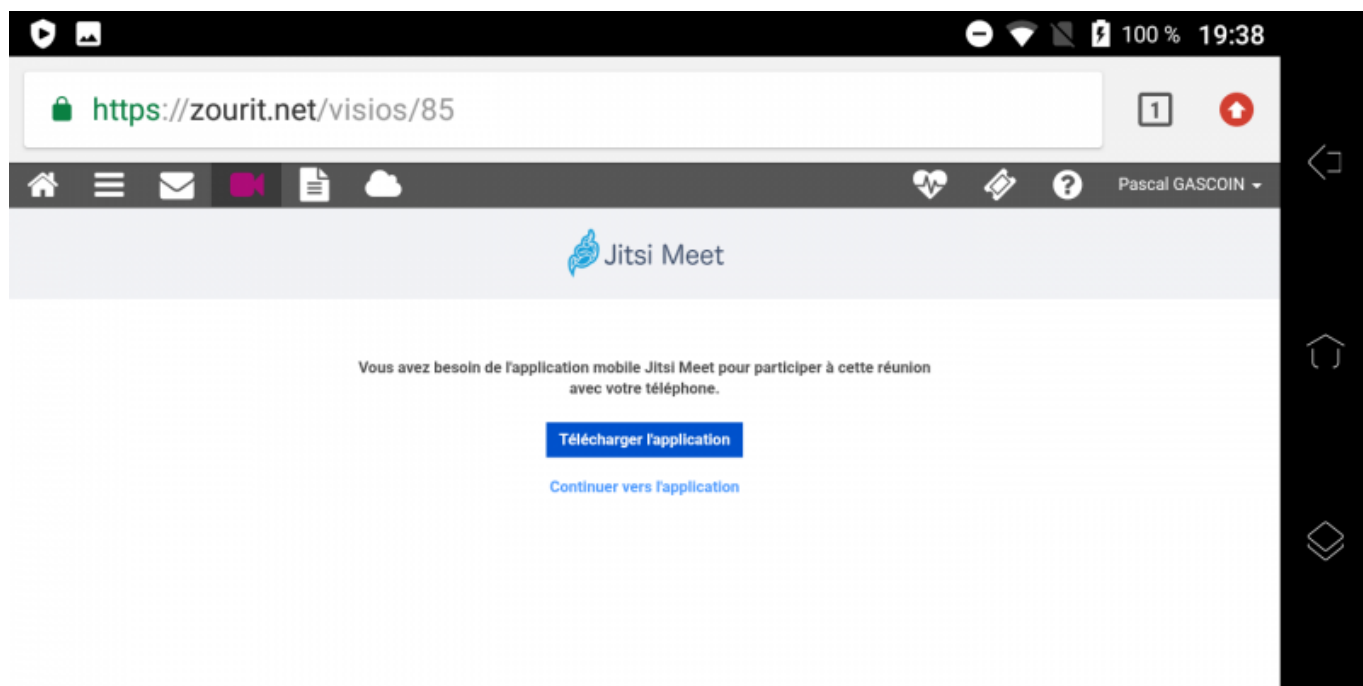 100 % 19:38
https://zourit.net/visios/85
1
Pascal GASCOIN
Jitsi Meet
Vous avez besoin de l'application mobile Jitsi Meet pour participer à cette réunion
avec votre téléphone.
Télécharger l'application
Continuer vers l'application